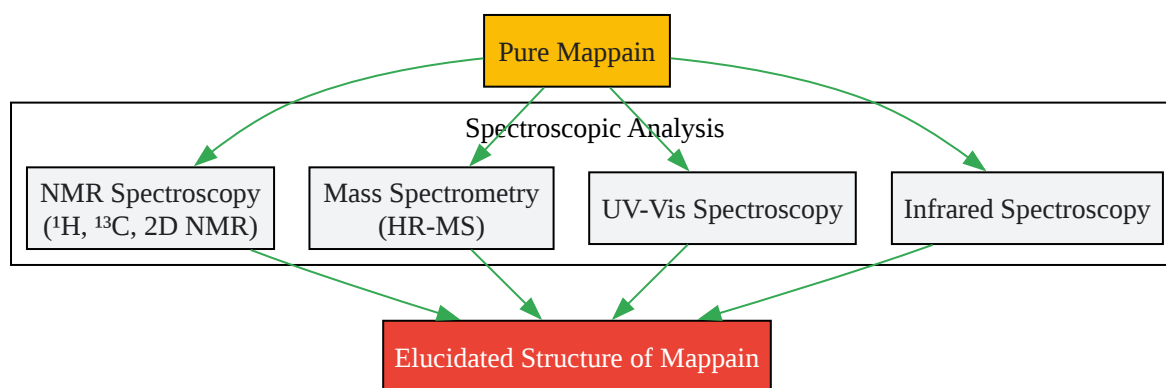 Pure Mappain
Spectroscopic Analysis
NMR Spectroscopy
(¹H, ¹³C, 2D NMR)
Mass Spectrometry
(HR-MS)
UV-Vis Spectroscopy
Infrared Spectroscopy
Elucidated Structure of Mappain